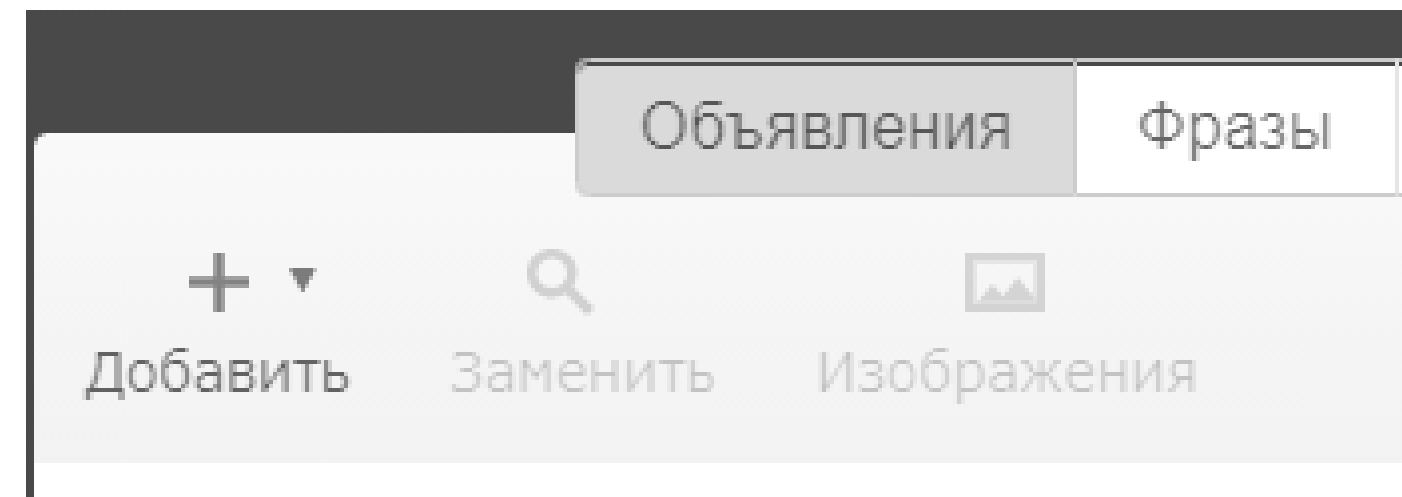 Объявления Фразы
Добавить Заменить Изображения